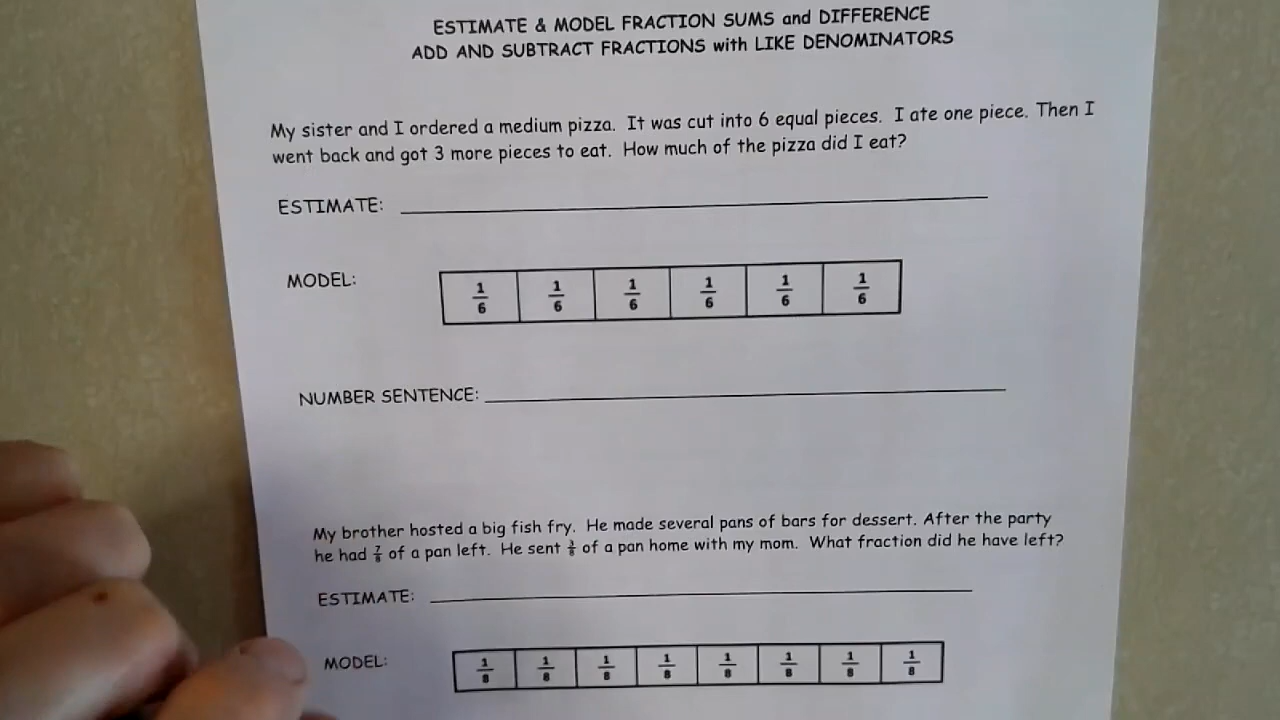 ESTIMATE & MODEL FRACTION SUMS and DIFFERENCE
ADD AND SUBTRACT FRACTIONS with LIKE DENOMINATORS
My sister and I ordered a medium pizza. It was cut into 6 equal pieces. I ate one piece. Then I
went back and got 3 more pieces to eat. How much of the pizza did I eat?
ESTIMATE:
MODEL: 1/6 1/6 1/6 1/6 1/6 1/6
NUMBER SENTENCE:
My brother hosted a big fish fry. He made several pans of bars for dessert. After the party
he had 7/8 of a pan left. He sent of a pan home with my mom. What fraction did he have left?
ESTIMATE:
MODEL: 1/8 1/8 1/8 1/8 1/8 1/8 1/8 1/8